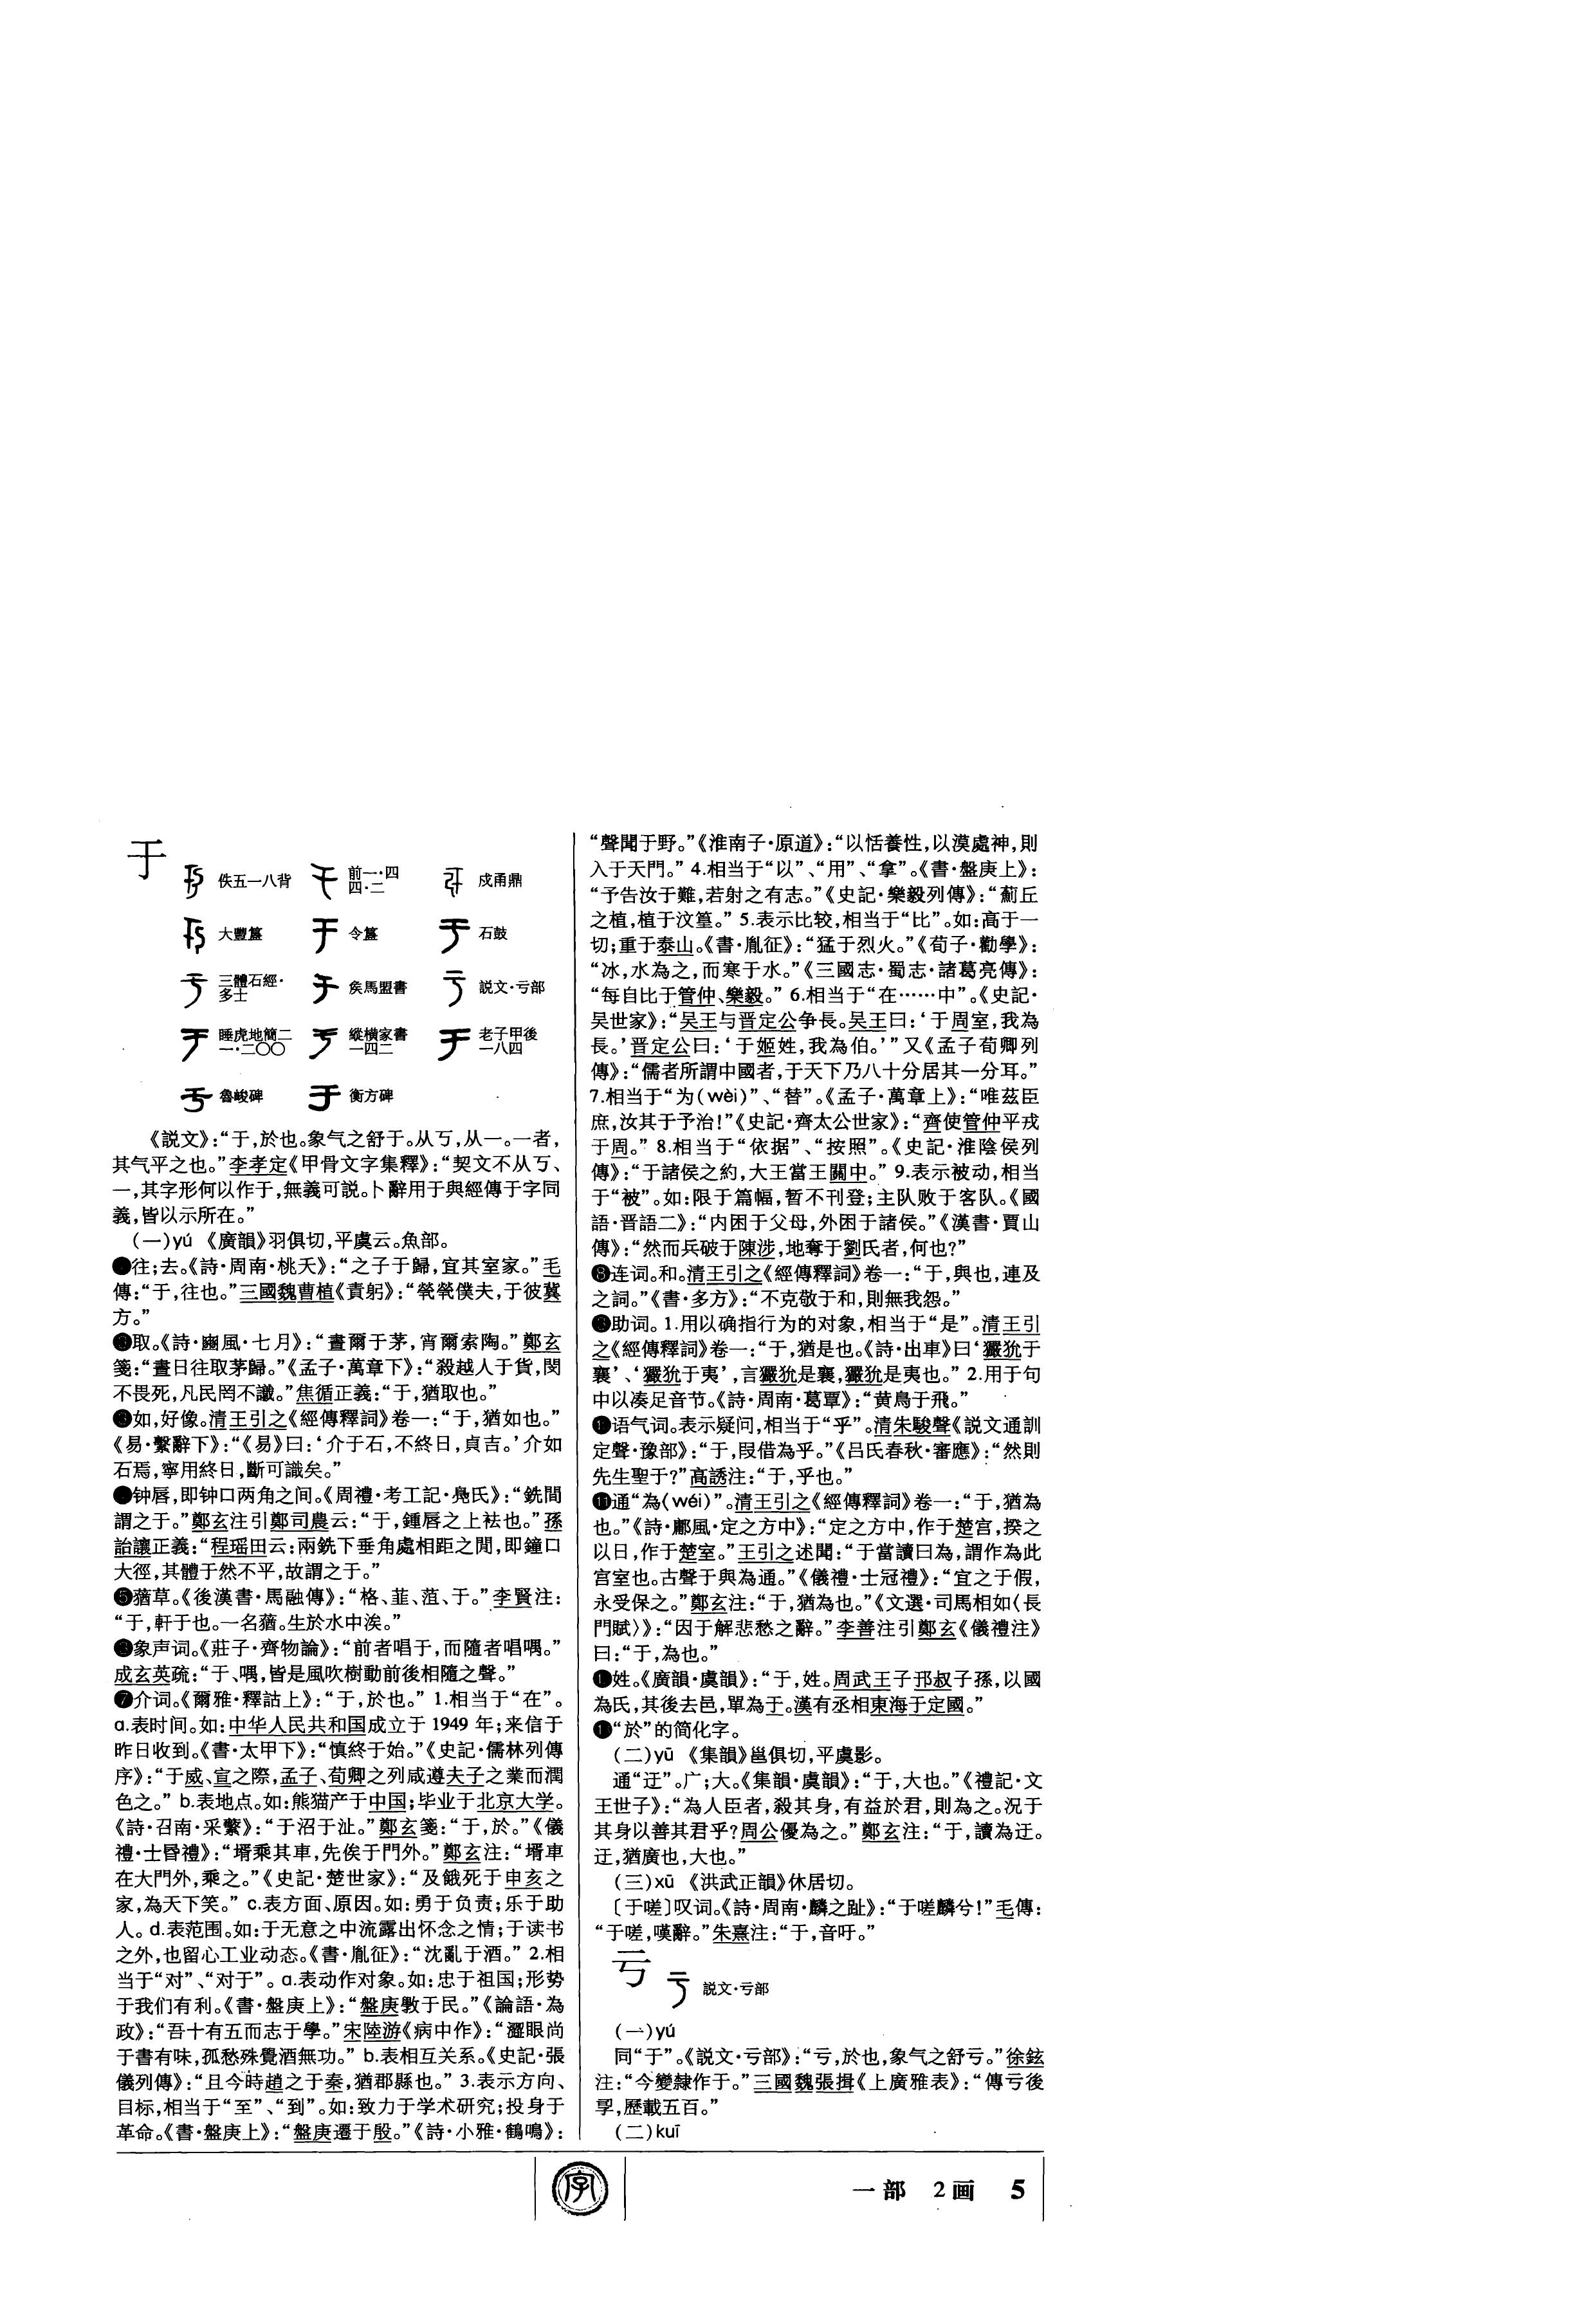 于
佚五一八背
前一·四
四·二
戍甬鼎
大豐簋
令簋
石鼓
三體石經·
多士
矦馬盟書
説文·亏部
睡虎地簡二
一·二〇〇
縱横家書
一四二
老子甲後
一八四
魯峻碑
衡方碑
《説文》：“于，於也。象气之舒于。从丂，从一。一者，
其气平之也。”李孝定《甲骨文字集釋》：“契文不从丂、
一，其字形何以作于，無義可説。卜辭用于與經傳于字同
義，皆以示所在。”
（一）yú 《廣韻》羽俱切，平虞云。魚部。
往；去。《詩·周南·桃夭》：“之子于歸，宜其室家。”毛
傳：“于，往也。”三國魏曹植《責躬》：“煢煢僕夫，于彼冀
方。”
取。《詩·豳風·七月》：“晝爾于茅，宵爾索陶。”鄭玄
箋：“晝日往取茅歸。”《孟子·萬章下》：“殺越人于貨，閔
不畏死，凡民罔不譈。”焦循正義：“于，猶取也。”
❸如，好像。清王引之《經傳釋詞》卷一：“于，猶如也。”
《易·繫辭下》：“《易》曰：‘介于石，不終日，貞吉。’介如
石焉，寧用終日，斷可識矣。”
钟唇，即钟口两角之间。《周禮·考工記·鳧氏》：“銑間
謂之于。”鄭玄注引鄭司農云：“于，鍾唇之上袪也。”孫
詒讓正義：“程瑶田云：兩銑下垂角處相距之閒，即鐘口
大徑，其體于然不平，故謂之于。”
❺蕕草。《後漢書·馬融傳》：“格、韮、菹、于。”李賢注：
“于，軒于也。一名蕕。生於水中涘。”
象声词。《莊子·齊物論》：“前者唱于，而隨者唱喁。”
成玄英疏：“于、喁，皆是風吹樹動前後相隨之聲。”
❼介词。《爾雅·釋詁上》：“于，於也。” 1.相当于“在”。
a.表时间。如：中华人民共和国成立于 1949 年；来信于
昨日收到。《書·太甲下》：“慎終于始。”《史記·儒林列傳
序》：“于威、宣之際，孟子、荀卿之列咸遵夫子之業而潤
色之。” b.表地点。如：熊猫产于中国；毕业于北京大学。
《詩·召南·采蘩》：“于沼于沚。”鄭玄箋：“于，於。”《儀
禮·士昏禮》：“壻乘其車，先俟于門外。”鄭玄注：“壻車
在大門外，乘之。”《史記·楚世家》：“及餓死于申亥之
家，為天下笑。” c.表方面、原因。如：勇于负责；乐于助
人。d.表范围。如：于无意之中流露出怀念之情；于读书
之外，也留心工业动态。《書·胤征》：“沈亂于酒。” 2.相
当于“对”、“对于”。a.表动作对象。如：忠于祖国；形势
于我们有利。《書·盤庚上》：“盤庚斆于民。”《論語·為
政》：“吾十有五而志于學。”宋陸游《病中作》：“澀眼尚
于書有味，孤愁殊覺酒無功。” b.表相互关系。《史記·張
儀列傳》：“且今時趙之于秦，猶郡縣也。” 3.表示方向、
目标，相当于“至”、“到”。如：致力于学术研究；投身于
革命。《書·盤庚上》：“盤庚遷于殷。”《詩·小雅·鶴鳴》：
“聲聞于野。”《淮南子·原道》：“以恬養性，以漠處神，則
入于天門。” 4.相当于“以”、“用”、“拿”。《書·盤庚上》：
“予告汝于難，若射之有志。”《史記·樂毅列傳》：“薊丘
之植，植于汶篁。” 5.表示比较，相当于“比”。如：高于一
切；重于泰山。《書·胤征》：“猛于烈火。”《荀子·勸學》：
“冰，水為之，而寒于水。”《三國志·蜀志·諸葛亮傳》：
“每自比于管仲、樂毅。” 6.相当于“在……中”。《史記·
吴世家》：“吴王与晋定公争長。吴王曰：‘于周室，我為
長。’晋定公曰：‘于姬姓，我為伯。’”又《孟子荀卿列
傳》：“儒者所謂中國者，于天下乃八十分居其一分耳。”
7.相当于“为（wèi）”、“替”。《孟子·萬章上》：“唯茲臣
庶，汝其于予治！”《史記·齊太公世家》：“齊使管仲平戎
于周。” 8.相当于“依据”、“按照”。《史記·淮陰侯列
傳》：“于諸侯之約，大王當王關中。” 9.表示被动，相当
于“被”。如：限于篇幅，暂不刊登；主队败于客队。《國
語·晋語二》：“内困于父母，外困于諸侯。”《漢書·賈山
傳》：“然而兵破于陳涉，地奪于劉氏者，何也？”
❽连词。和。清王引之《經傳釋詞》卷一：“于，與也，連及
之詞。”《書·多方》：“不克敬于和，則無我怨。”
助词。1.用以确指行为的对象，相当于“是”。清王引
之《經傳釋詞》卷一：“于，猶是也。《詩·出車》曰‘玁狁于
襄’、‘玁狁于夷’，言玁狁是襄，玁狁是夷也。” 2.用于句
中以凑足音节。《詩·周南·葛覃》：“黄鳥于飛。”
语气词。表示疑问，相当于“乎”。清朱駿聲《説文通訓
定聲·豫部》：“于，叚借為乎。”《吕氏春秋·審應》：“然則
先生聖于？”高誘注：“于，乎也。”
⓫通“為（wéi）”。清王引之《經傳釋詞》卷一：“于，猶為
也。”《詩·鄘風·定之方中》：“定之方中，作于楚宫，揆之
以日，作于楚室。”王引之述聞：“于當讀曰為，謂作為此
宫室也。古聲于與為通。”《儀禮·士冠禮》：“宜之于假，
永受保之。”鄭玄注：“于，猶為也。”《文選·司馬相如〈長
門賦〉》：“因于解悲愁之辭。”李善注引鄭玄《儀禮注》
曰：“于，為也。”
姓。《廣韻·虞韻》：“于，姓。周武王子邘叔子孫，以國
為氏，其後去邑，單為于。漢有丞相東海于定國。”
“於”的简化字。
（二）yū 《集韻》邕俱切，平虞影。
通“迂”。广；大。《集韻·虞韻》：“于，大也。”《禮記·文
王世子》：“為人臣者，殺其身，有益於君，則為之。況于
其身以善其君乎？周公優為之。”鄭玄注：“于，讀為迂。
迂，猶廣也，大也。”
（三）xū 《洪武正韻》休居切。
〔于嗟〕叹词。《詩·周南·麟之趾》：“于嗟麟兮！”毛傳：
“于嗟，嘆辭。”朱熹注：“于，音吁。”
亏
説文·亏部
（一）yú
同“于”。《説文·亏部》：“亏，於也，象气之舒亏。”徐鉉
注：“今變隸作于。”三國魏張揖《上廣雅表》：“傳亏後
孠，歷載五百。”
（二）kuī
字
一部 2画 5